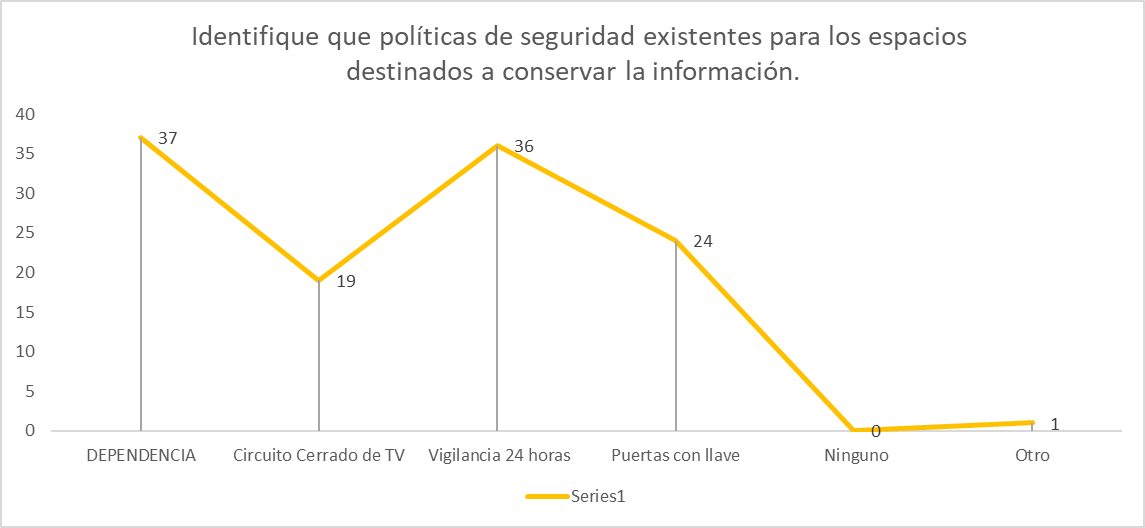 Identifique que políticas de seguridad existentes para los espacios
destinados a conservar la información.
40
35
30
25
20
15
10
5
0
37
19
36
24
0
1
DEPENDENCIA
Circuito Cerrado de TV
Vigilancia 24 horas
Puertas con llave
Ninguno
Otro
Series1